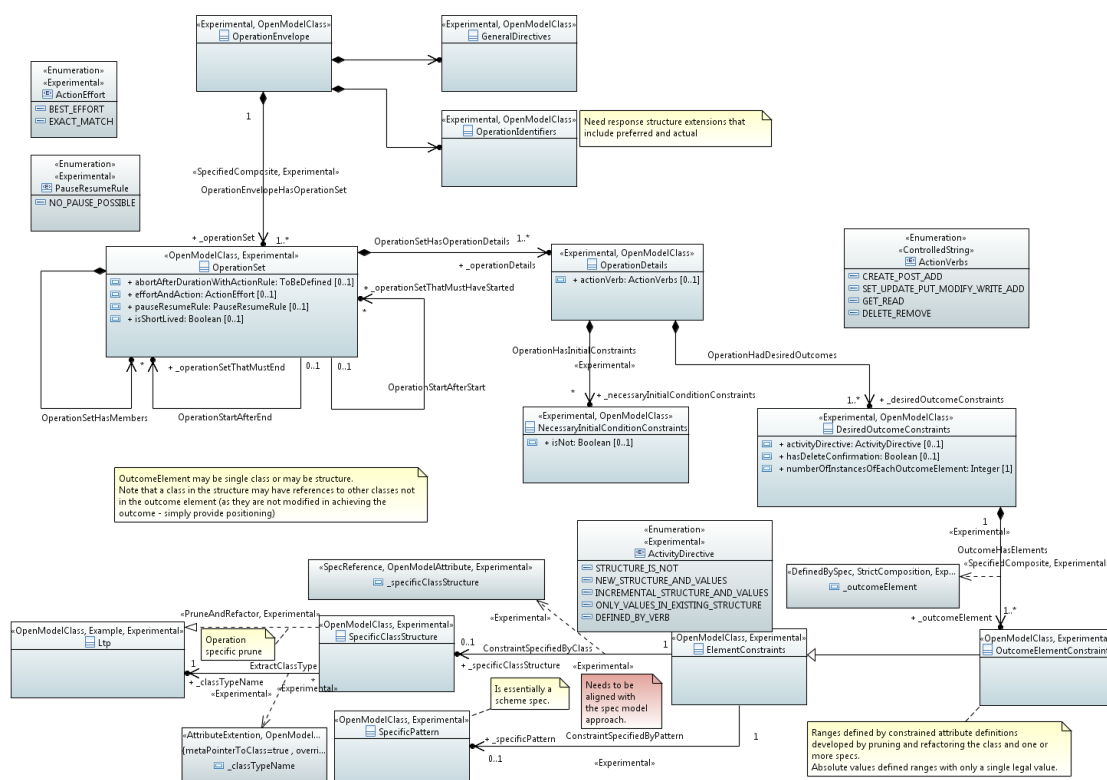 «Experimental, OpenModelClass»
OperationEnvelope
«Experimental, OpenModelClass»
GeneralDirectives
«Enumeration»
«Experimental»
ActionEffort
BEST_EFFORT
EXACT_MATCH
1
«Experimental, OpenModelClass»
OperationIdentifiers
Need response structure extensions that
include preferred and actual
«Enumeration»
«Experimental»
PauseResumeRule
NO_PAUSE_POSSIBLE
«SpecifiedComposite, Experimental»
OperationEnvelopeHasOperationSet
+ _operationSet
1..*
«OpenModelClass, Experimental»
OperationSet
+ abortAfterDurationWithActionRule: ToBeDefined [0..1]
+ effortAndAction: ActionEffort [0..1]
+ pauseResumeRule: PauseResumeRule [0..1]
+ isShortLived: Boolean [0..1]
OperationSetHasOperationDetails
1..*
+ _operationDetails
«Experimental, OpenModelClass»
OperationDetails
+ actionVerb: ActionVerbs [0..1]
«Enumeration»
«ControlledString»
ActionVerbs
CREATE_POST_ADD
SET_UPDATE_PUT_MODIFY_WRITE_ADD
GET_READ
DELETE_REMOVE
* + _operationSetThatMustHaveStarted
*
*
+ _operationSetThatMustEnd
0..1
0..1
OperationSetHasMembers
OperationStartAfterEnd
OperationStartAfterStart
OperationHasInitialConstraints
«Experimental»
OperationHadDesiredOutcomes
*
+ _necessaryInitialConditionConstraints
1..*
+ _desiredOutcomeConstraints
«Experimental, OpenModelClass»
NecessaryInitialConditionConstraints
+ isNot: Boolean [0..1]
«Experimental, OpenModelClass»
DesiredOutcomeConstraints
+ activityDirective: ActivityDirective [0..1]
+ hasDeleteConfirmation: Boolean [0..1]
+ numberOfInstancesOfEachOutcomeElement: Integer [1]
OutcomeElement may be single class or may be structure.
Note that a class in the structure may have references to other classes not
in the outcome element (as they are not modified in achieving the
outcome - simply provide positioning)
«Enumeration»
«Experimental»
ActivityDirective
STRUCTURE_IS_NOT
NEW_STRUCTURE_AND_VALUES
INCREMENTAL_STRUCTURE_AND_VALUES
ONLY_VALUES_IN_EXISTING_STRUCTURE
DEFINED_BY_VERB
1
«Experimental»
OutcomeHasElements
«SpecifiedComposite, Experimental»
«DefinedBySpec, StrictComposition, Exp...
_outcomeElement
1..*
+ _outcomeElement
«SpecReference, OpenModelAttribute, Experimental»
_specificClassStructure
«Experimental»
«PruneAndRefactor, Experimental»
«OpenModelClass, Example, Experimental»
Ltp
Operation
specific prune
«OpenModelClass, Experimental»
SpecificClassStructure
0..1
ConstraintSpecifiedByClass
1
+ _specificClassStructure
«Experimental»
«OpenModelClass, Experimental»
ElementConstraints
«OpenModelClass, Experimental»
OutcomeElementConstraints
1
ExtractClassType
*
+ _classTypeName
«Experimental»
«Experimental»
Is essentially a
scheme spec.
Needs to be
aligned with
the spec model
approach.
«OpenModelClass, Experimental»
SpecificPattern
+ _specificPattern
0..1
ConstraintSpecifiedByPattern
1
«Experimental»
«AttributeExtention, OpenModel...
{metaPointerToClass=true , overri...
_classTypeName
Ranges defined by constrained attribute definitions
developed by pruning and refactoring the class and one or
more specs.
Absolute values defined ranges with only a single legal value.